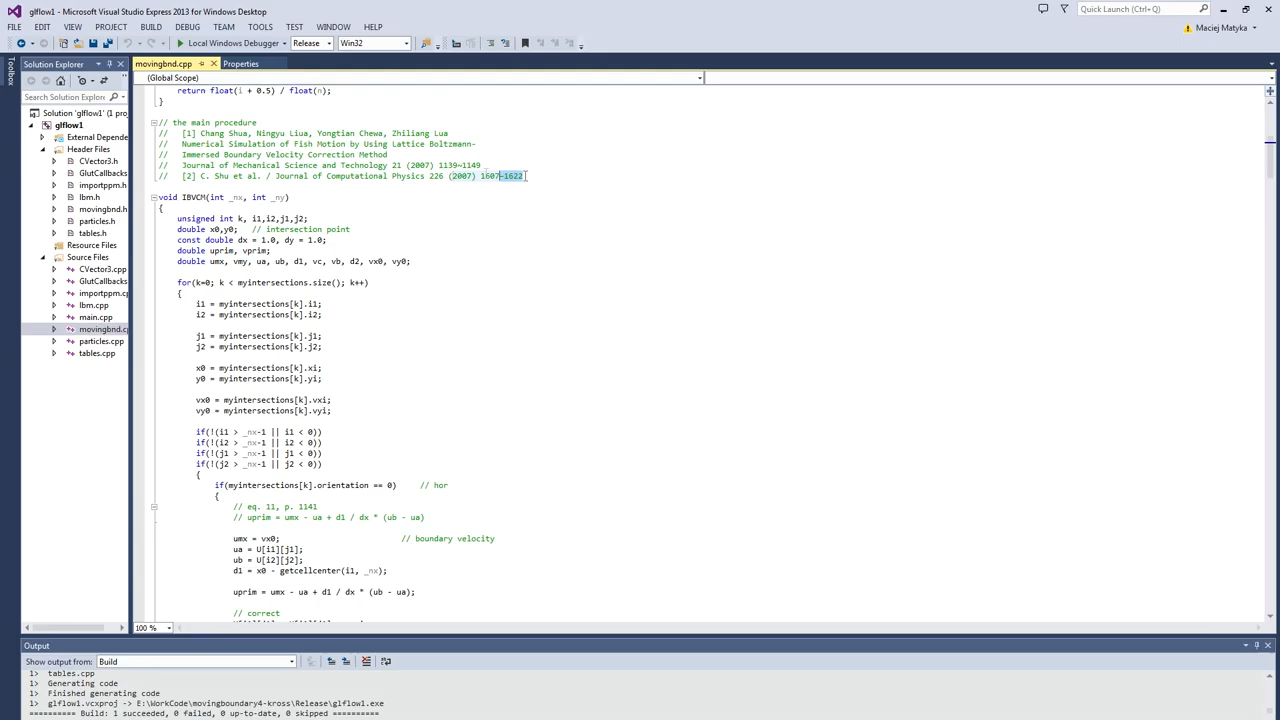 glflow1 - Microsoft Visual Studio Express 2013 for Windows Desktop
Quick Launch (Ctrl+Q)
FILE EDIT VIEW PROJECT BUILD DEBUG TEAM TOOLS TEST WINDOW HELP
Maciej Matyka
Local Windows Debugger Release Win32
Toolbox
Solution Explorer
Search Solution Explorer
Solution 'glflow1' (1 proj
glflow1
External Depende
Header Files
CVector3.h
GlutCallbacks
importppm.h
lbm.h
movingbnd.h
particles.h
tables.h
Resource Files
Source Files
CVector3.cpp
GlutCallbacks
importppm.cp
lbm.cpp
main.cpp
movingbnd.cp
particles.cpp
tables.cpp
movingbnd.cpp Properties
(Global Scope)
return float(i + 0.5) / float(n);
}
// the main procedure
// [1] Chang Shua, Ningyu Liua, Yongtian Chewa, Zhiliang Lua
// Numerical Simulation of Fish Motion by Using Lattice Boltzmann-
// Immersed Boundary Velocity Correction Method
// Journal of Mechanical Science and Technology 21 (2007) 1139~1149
// [2] C. Shu et al. / Journal of Computational Physics 226 (2007) 1607-1622
void IBVCM(int _nx, int _ny)
{
unsigned int k, i1,i2,j1,j2;
double x0,y0; // intersection point
const double dx = 1.0, dy = 1.0;
double uprim, vprim;
double umx, vmy, ua, ub, d1, vc, vb, d2, vx0, vy0;
for(k=0; k < myintersections.size(); k++)
{
i1 = myintersections[k].i1;
i2 = myintersections[k].i2;
j1 = myintersections[k].j1;
j2 = myintersections[k].j2;
x0 = myintersections[k].xi;
y0 = myintersections[k].yi;
vx0 = myintersections[k].vxi;
vy0 = myintersections[k].vyi;
if(!(i1 > _nx-1 || i1 < 0))
if(!(i2 > _nx-1 || i2 < 0))
if(!(j1 > _nx-1 || j1 < 0))
if(!(j2 > _nx-1 || j2 < 0))
{
if(myintersections[k].orientation == 0) // hor
{
// eq. 11, p. 1141
// uprim = umx - ua + d1 / dx * (ub - ua)
umx = vx0; // boundary velocity
ua = U[i1][j1];
ub = U[i2][j2];
d1 = x0 - getcellcenter(i1, _nx);
uprim = umx - ua + d1 / dx * (ub - ua);
// correct
100 %
Output
Show output from: Build
1> tables.cpp
1> Generating code
1> Finished generating code
1> glflow1.vcxproj -> E:\WorkCode\movingboundary4-kross\Release\glflow1.exe
========== Build: 1 succeeded, 0 failed, 0 up-to-date, 0 skipped ==========